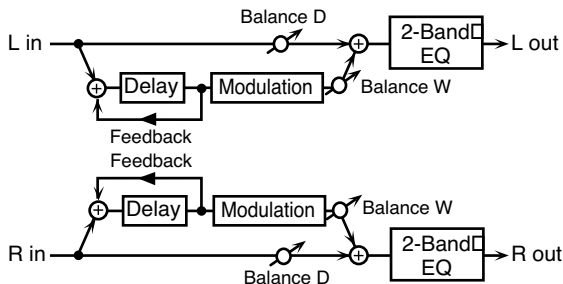 Balance D
L in
2-Band
EQ
L out
+
+
Delay
Modulation
Balance W
Feedback
Feedback
+
Delay
Modulation
Balance W
R in
+
2-Band
EQ
R out
Balance D